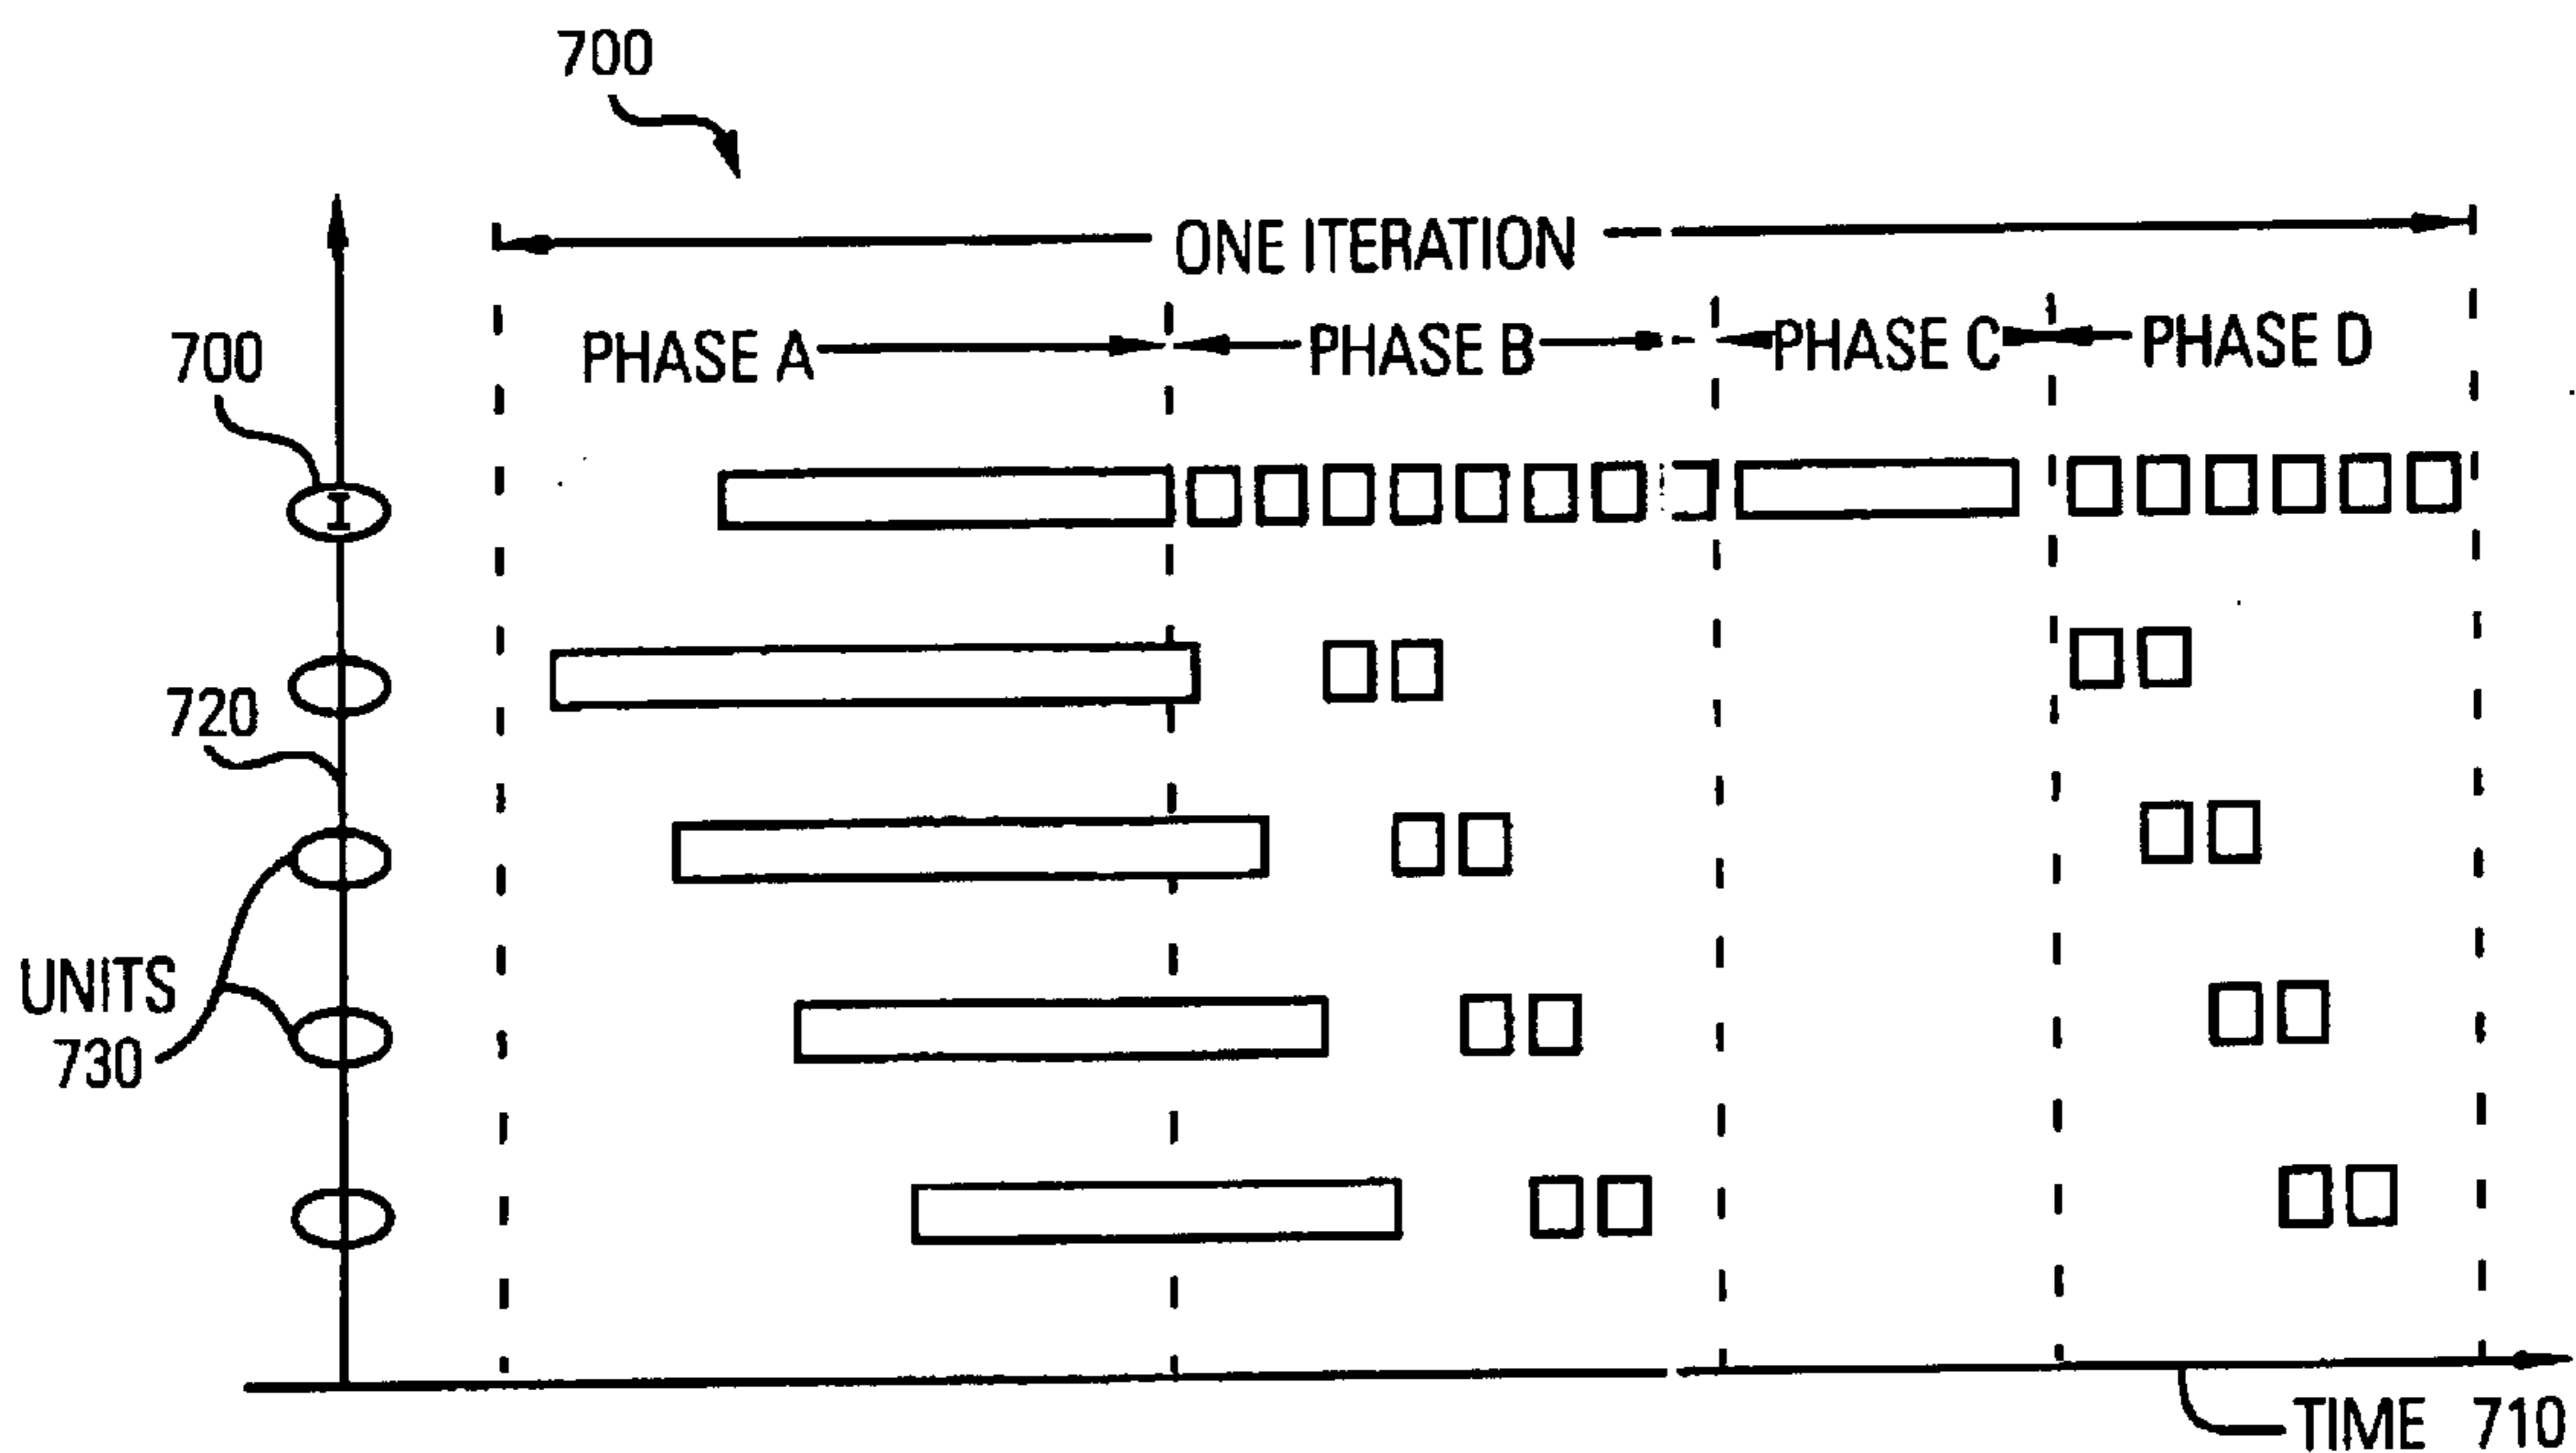 700
ONE ITERATION
PHASE A
PHASE B
PHASE C
PHASE D
700
I
720
UNITS
730
TIME 710